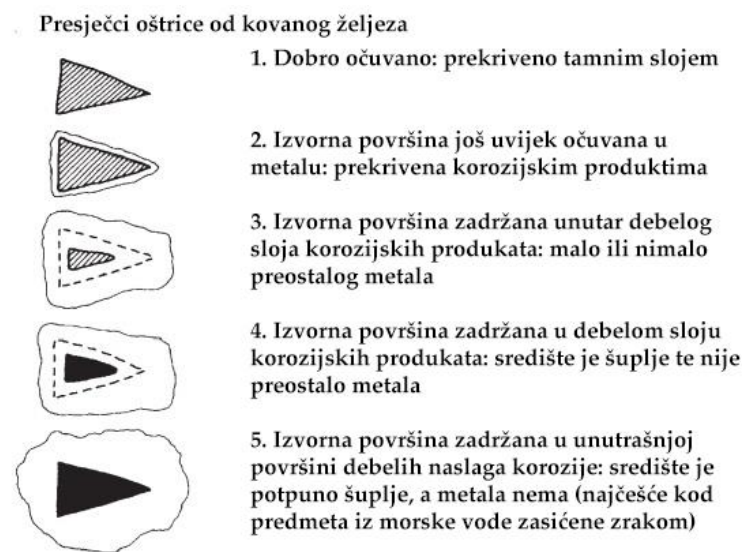 Presječci oštrice od kovanog željeza
1. Dobro očuvano: prekriveno tamnim slojem
2. Izvorna površina još uvijek očuvana u
metalu: prekrivena korozijskim produktima
3. Izvorna površina zadržana unutar debelog
sloja korozijskih produkata: malo ili nimalo
preostalog metala
4. Izvorna površina zadržana u debelom sloju
korozijskih produkata: središte je šuplje te nije
preostalo metala
5. Izvorna površina zadržana u unutrašnjoj
površini debelih naslaga korozije: središte je
potpuno šuplje, a metala nema (najčešće kod
predmeta iz morske vode zasićene zrakom)